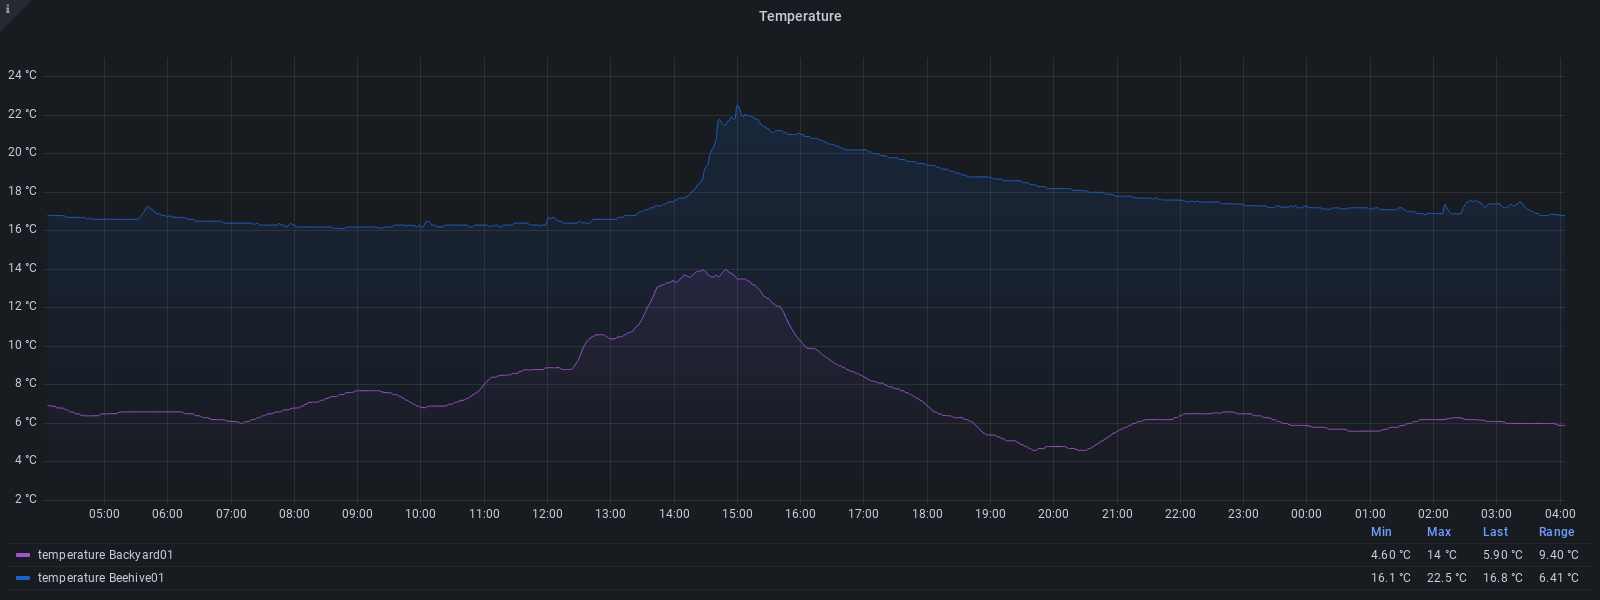 i
Temperature
24 °C
22 °C
20 °C
18 °C
16 °C
14 °C
12 °C
10 °C
8 °C
6 °C
4 °C
2 °C
05:00 06:00 07:00 08:00 09:00 10:00 11:00 12:00 13:00 14:00 15:00 16:00 17:00 18:00 19:00 20:00 21:00 22:00 23:00 00:00 01:00 02:00 03:00 04:00
Min Max Last Range
temperature Backyard01 4.60 °C 14 °C 5.90 °C 9.40 °C
temperature Beehive01 16.1 °C 22.5 °C 16.8 °C 6.41 °C